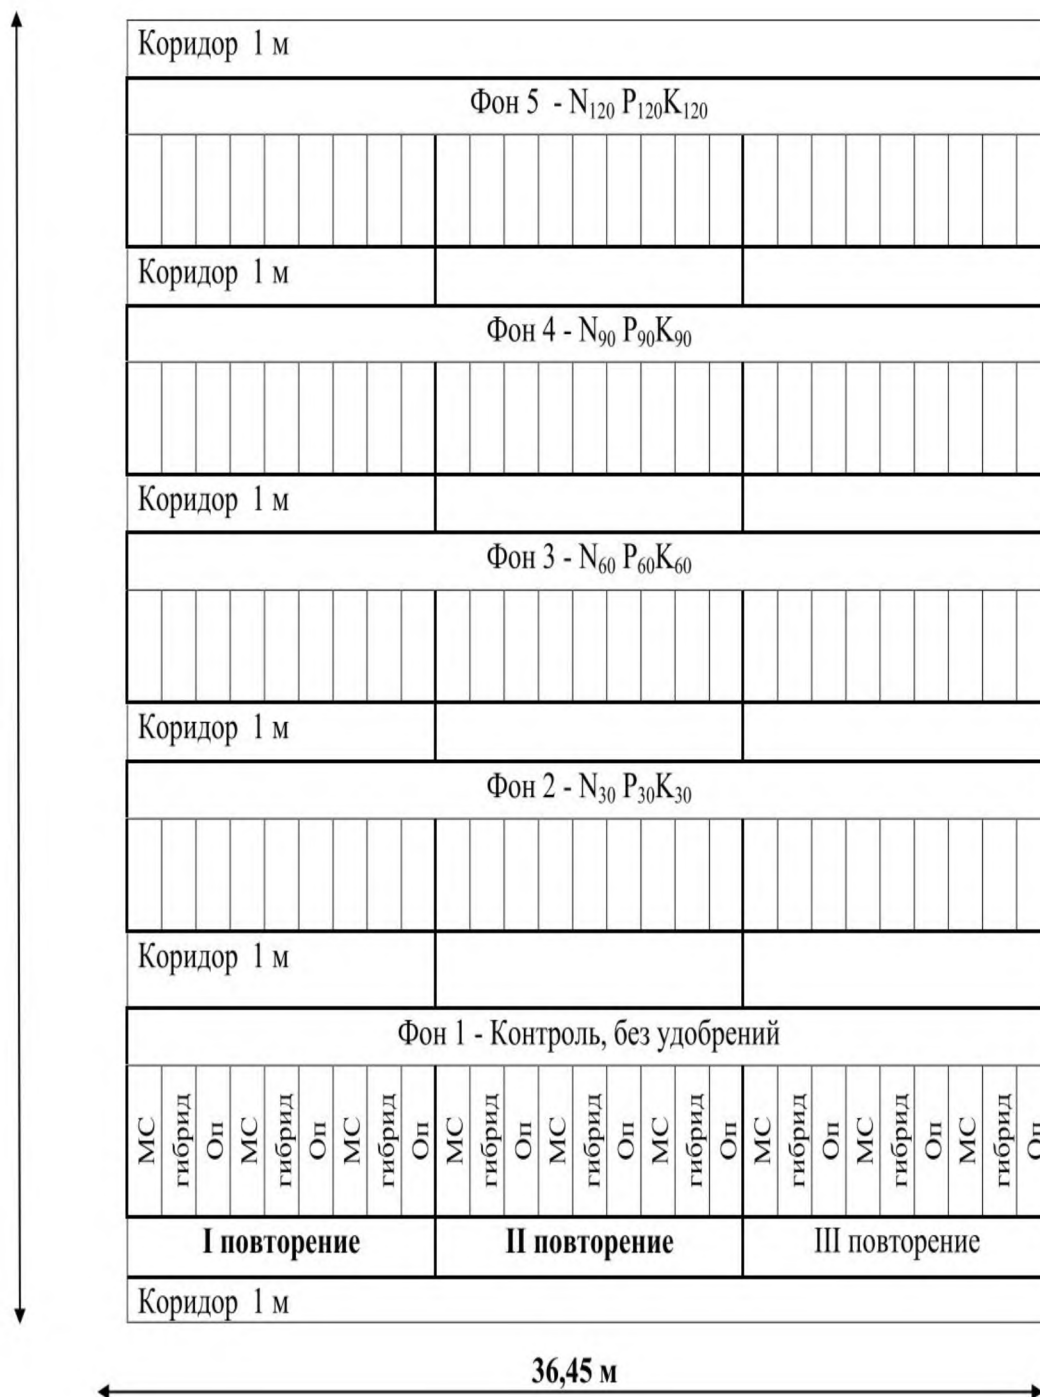 Коридор 1 м
Фон 5 - N₁₂₀ P₁₂₀K₁₂₀
Коридор 1 м
Фон 4 - N₉₀ P₉₀K₉₀
Коридор 1 м
Фон 3 - N₆₀ P₆₀K₆₀
Коридор 1 м
Фон 2 - N₃₀ P₃₀K₃₀
Коридор 1 м
Фон 1 - Контроль, без удобрений
МС гибрид Оп МС гибрид Оп МС гибрид Оп МС гибрид Оп МС гибрид Оп МС гибрид Оп МС гибрид Оп МС гибрид Оп МС гибрид Оп
I повторение II повторение III повторение
Коридор 1 м
36,45 м